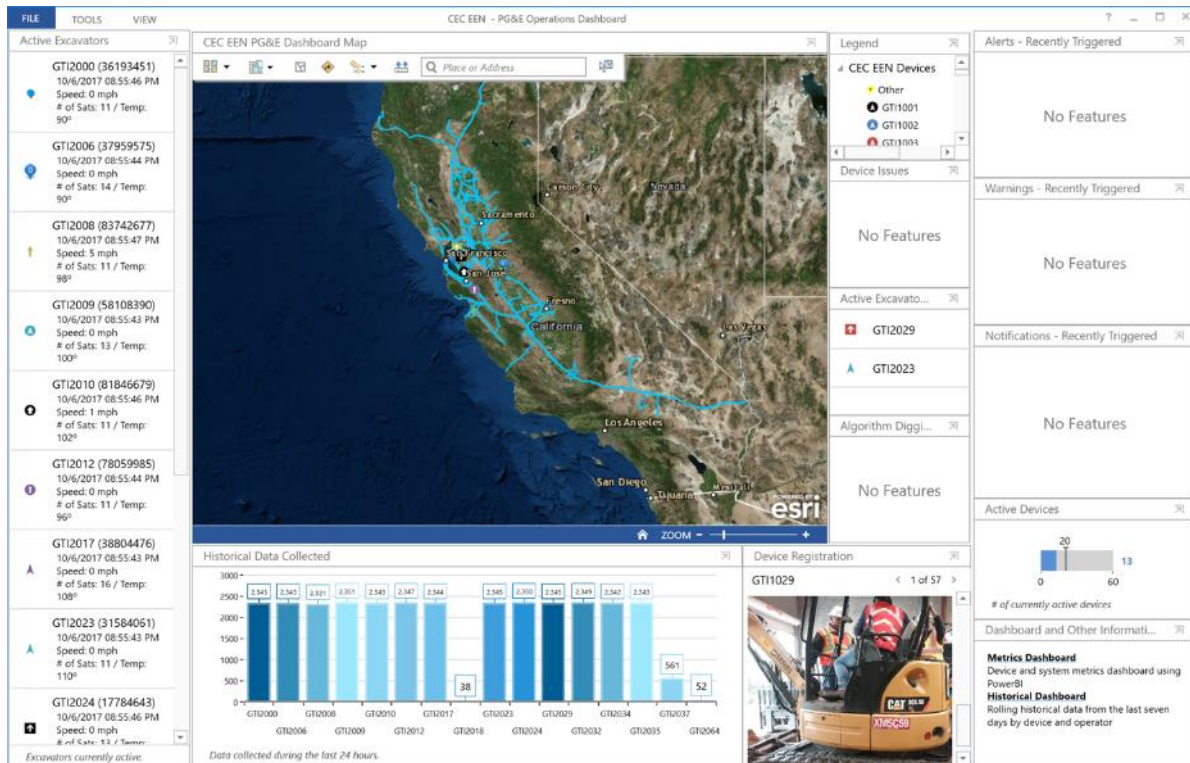 FILE TOOLS VIEW
CEC EEN - PG&E Operations Dashboard
Active Excavators
GTI2000 (36193451)
10/6/2017 08:55:46 PM
Speed: 0 mph
# of Sats: 11 / Temp:
90º
GTI2006 (37959575)
10/6/2017 08:55:44 PM
Speed: 0 mph
# of Sats: 14 / Temp:
90º
GTI2008 (83742677)
10/6/2017 08:55:47 PM
Speed: 5 mph
# of Sats: 11 / Temp:
98º
GTI2009 (58108390)
10/6/2017 08:55:43 PM
Speed: 0 mph
# of Sats: 13 / Temp:
100º
GTI2010 (81846679)
10/6/2017 08:55:46 PM
Speed: 1 mph
# of Sats: 11 / Temp:
102º
GTI2012 (78059985)
10/6/2017 08:55:44 PM
Speed: 0 mph
# of Sats: 11 / Temp:
96º
GTI2017 (38804476)
10/6/2017 08:55:43 PM
Speed: 0 mph
# of Sats: 16 / Temp:
108º
GTI2023 (31584061)
10/6/2017 08:55:43 PM
Speed: 0 mph
# of Sats: 11 / Temp:
110º
GTI2024 (17784643)
10/6/2017 08:55:46 PM
Speed: 0 mph
# of Sats: 13 / Temp:
Excavators currently active.
CEC EEN PG&E Dashboard Map
Place or Address
Carson City
Nevada
Sacramento
San Francisco
San Jose
Fresno
California
Las Vegas
Los Angeles
San Diego
Tijuana
Mexicali
POWERED BY
esri
ZOOM
Legend
CEC EEN Devices
Other
GTI1001
GTI1002
GTI1003
Device Issues
No Features
Active Excavato...
GTI2029
GTI2023
Algorithm Diggi...
No Features
Alerts - Recently Triggered
No Features
Warnings - Recently Triggered
No Features
Notifications - Recently Triggered
No Features
Active Devices
20
13
0 60
# of currently active devices
Dashboard and Other Informati...
Metrics Dashboard
Device and system metrics dashboard using
PowerBI
Historical Dashboard
Rolling historical data from the last seven
days by device and operator
Historical Data Collected
3000
2500
2000
1500
1000
500
0
2,343 2,343 2,321 2,351 2,343 2,347 2,344 38 2,345 2,350 2,345 2,349 2,342 2,343 561 52
GTI2000 GTI2008 GTI2010 GTI2017 GTI2023 GTI2029 GTI2034 GTI2037
GTI2006 GTI2009 GTI2012 GTI2018 GTI2024 GTI2032 GTI2035 GTI2064
Data collected during the last 24 hours.
Device Registration
GTI1029 < 1 of 57 >
CAT